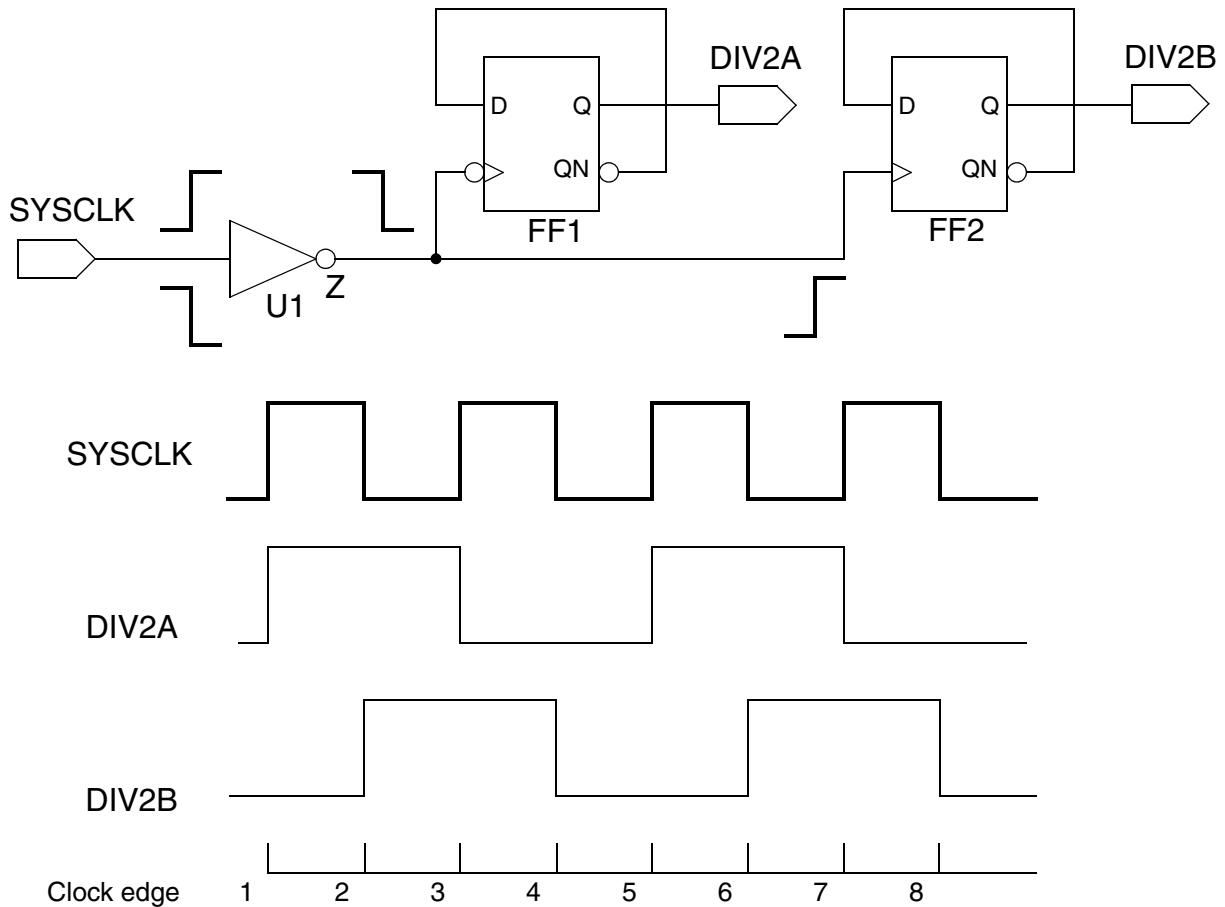 DIV2A
DIV2B
D Q
D Q
QN
QN
SYSCLK
FF1
FF2
Z
U1
SYSCLK
DIV2A
DIV2B
Clock edge 1 2 3 4 5 6 7 8